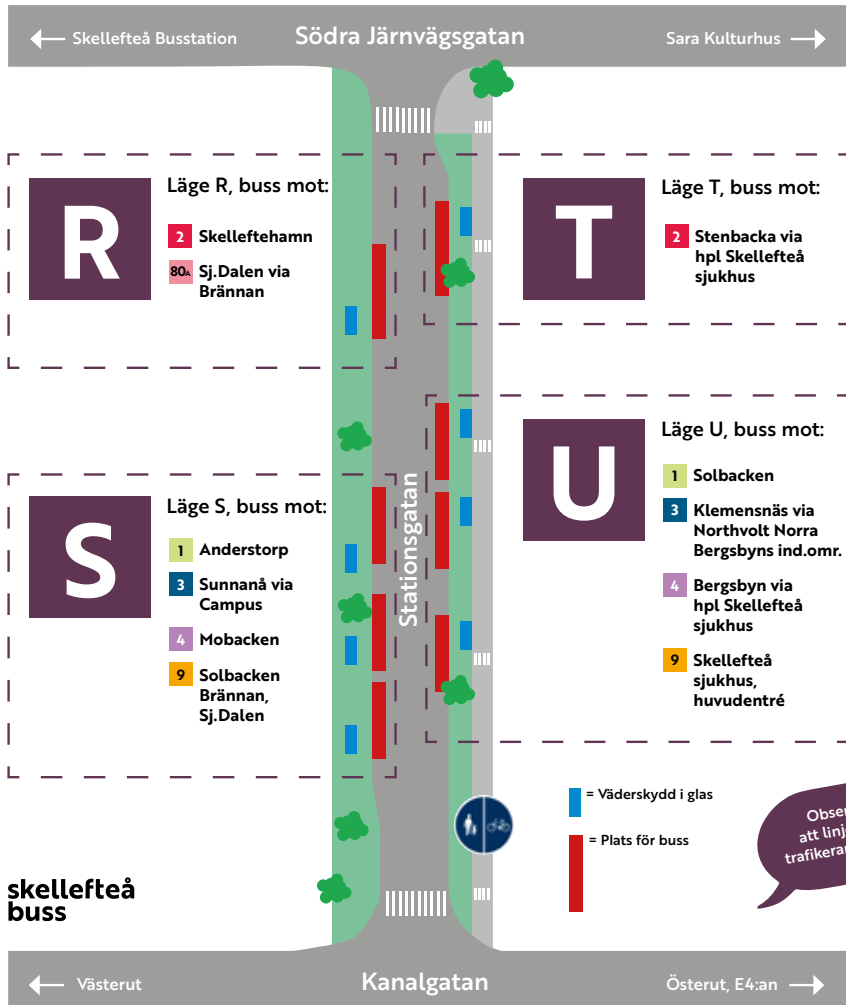 Skellefteå Busstation
Södra Järnvägsgatan
Sara Kulturhus
R
Läge R, buss mot:
2 Skelleftehamn
80A Sj.Dalen via
Brännan
T
Läge T, buss mot:
2 Stenbacka via
hpl Skellefteå
sjukhus
S
Läge S, buss mot:
1 Anderstorp
3 Sunnanå via
Campus
4 Mobacken
9 Solbacken
Brännan,
Sj.Dalen
Stationsgatan
U
Läge U, buss mot:
1 Solbacken
3 Klemensnäs via
Northvolt Norra
Bergsbyns ind.omr.
4 Bergsbyn via
hpl Skellefteå
sjukhus
9 Skellefteå
sjukhus,
huvudentré
= Väderskydd i glas
= Plats för buss
att
skellefteå
buss
Västerut
Kanalgatan
Österut, E4:an